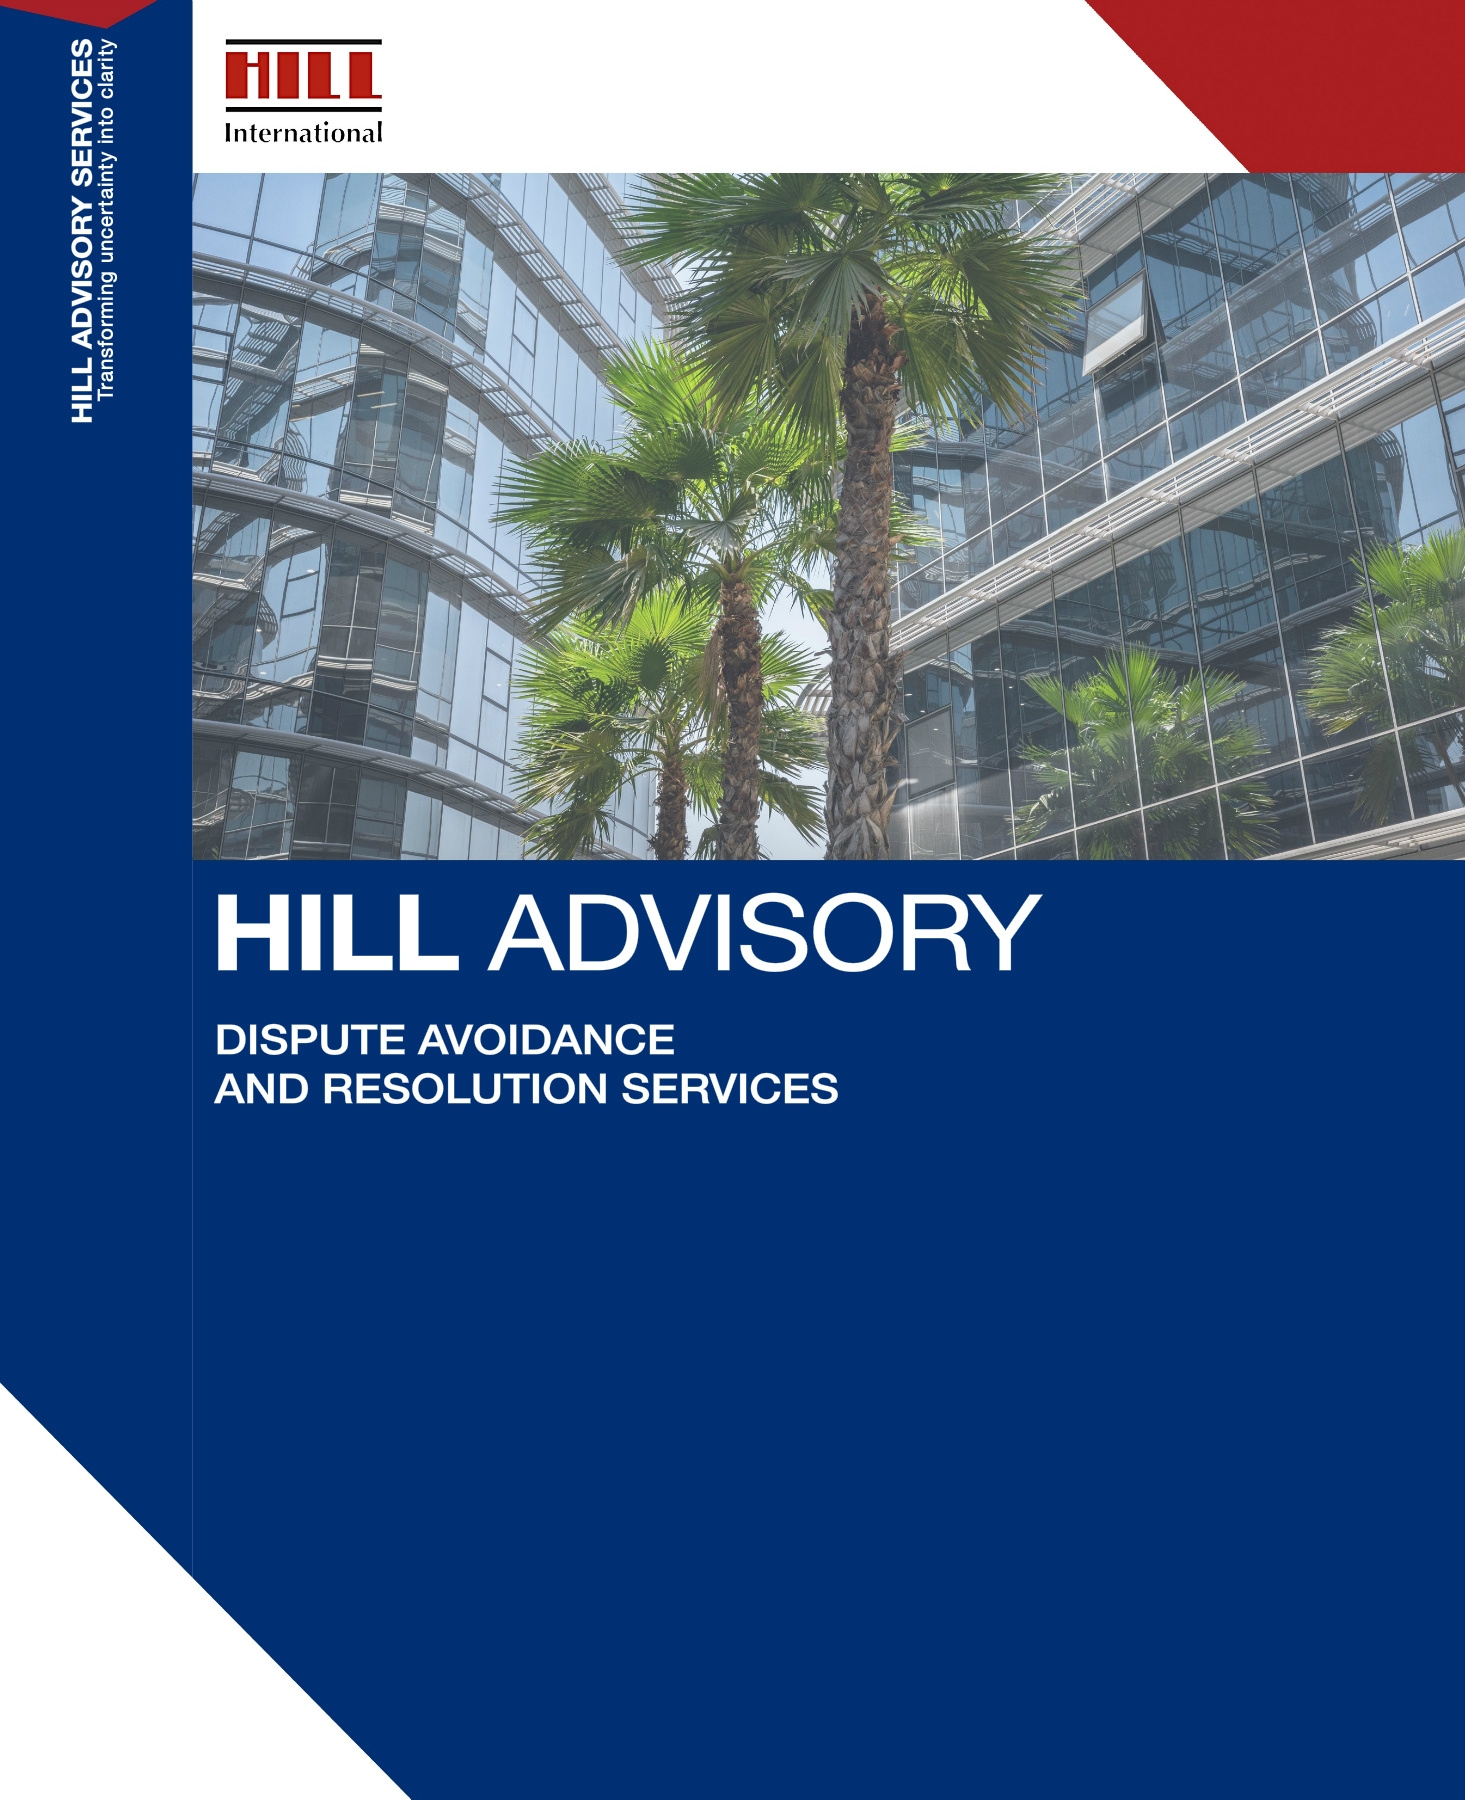 HILL ADVISORY SERVICES
Transforming uncertainty into clarity
HILL
International
HILL ADVISORY
DISPUTE AVOIDANCE
AND RESOLUTION SERVICES